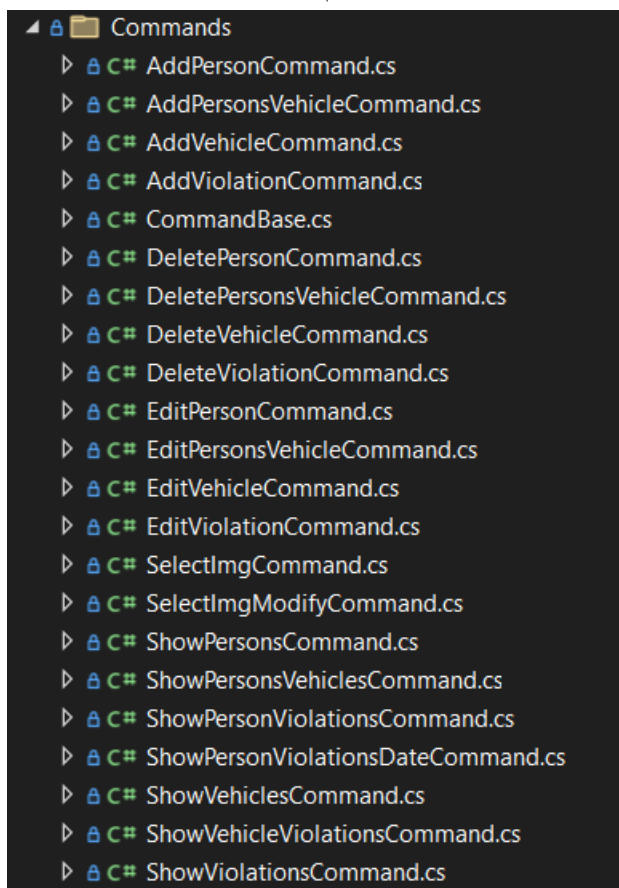 Commands
C# AddPersonCommand.cs
C# AddPersonsVehicleCommand.cs
C# AddVehicleCommand.cs
C# AddViolationCommand.cs
C# CommandBase.cs
C# DeletePersonCommand.cs
C# DeletePersonsVehicleCommand.cs
C# DeleteVehicleCommand.cs
C# DeleteViolationCommand.cs
C# EditPersonCommand.cs
C# EditPersonsVehicleCommand.cs
C# EditVehicleCommand.cs
C# EditViolationCommand.cs
C# SelectImgCommand.cs
C# SelectImgModifyCommand.cs
C# ShowPersonsCommand.cs
C# ShowPersonsVehiclesCommand.cs
C# ShowPersonViolationsCommand.cs
C# ShowPersonViolationsDateCommand.cs
C# ShowVehiclesCommand.cs
C# ShowVehicleViolationsCommand.cs
C# ShowViolationsCommand.cs